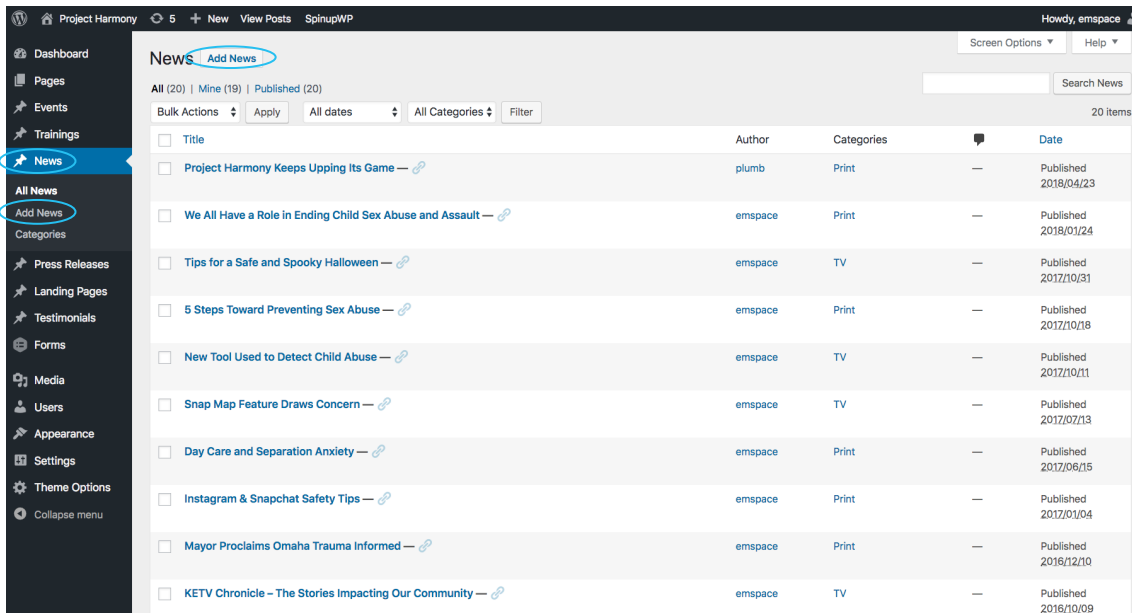 Project Harmony 5 + New View Posts SpinupWP Howdy, emspace
Dashboard
Pages
Events
Trainings
News
All News
Add News
Categories
Press Releases
Landing Pages
Testimonials
Forms
Media
Users
Appearance
Settings
Theme Options
Collapse menu
Screen Options Help
News Add News
All (20) | Mine (19) | Published (20) Search News
Bulk Actions Apply All dates All Categories Filter 20 items
Title Author Categories Date
Project Harmony Keeps Upping Its Game — plumb Print — Published
2018/04/23
We All Have a Role in Ending Child Sex Abuse and Assault — emspace Print — Published
2018/01/24
Tips for a Safe and Spooky Halloween — emspace TV — Published
2017/10/31
5 Steps Toward Preventing Sex Abuse — emspace Print — Published
2017/10/18
New Tool Used to Detect Child Abuse — emspace TV — Published
2017/10/11
Snap Map Feature Draws Concern — emspace TV — Published
2017/07/13
Day Care and Separation Anxiety — emspace Print — Published
2017/06/15
Instagram & Snapchat Safety Tips — emspace Print — Published
2017/01/04
Mayor Proclaims Omaha Trauma Informed — emspace Print — Published
2016/12/10
KETV Chronicle – The Stories Impacting Our Community — emspace TV — Published
2016/10/09